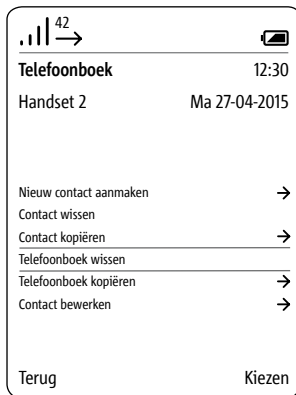 42
Telefoonboek 12:30
Handset 2 Ma 27-04-2015
Nieuw contact aanmaken
Contact wissen
Contact kopiëren
Telefoonboek wissen
Telefoonboek kopiëren
Contact bewerken
Terug Kiezen